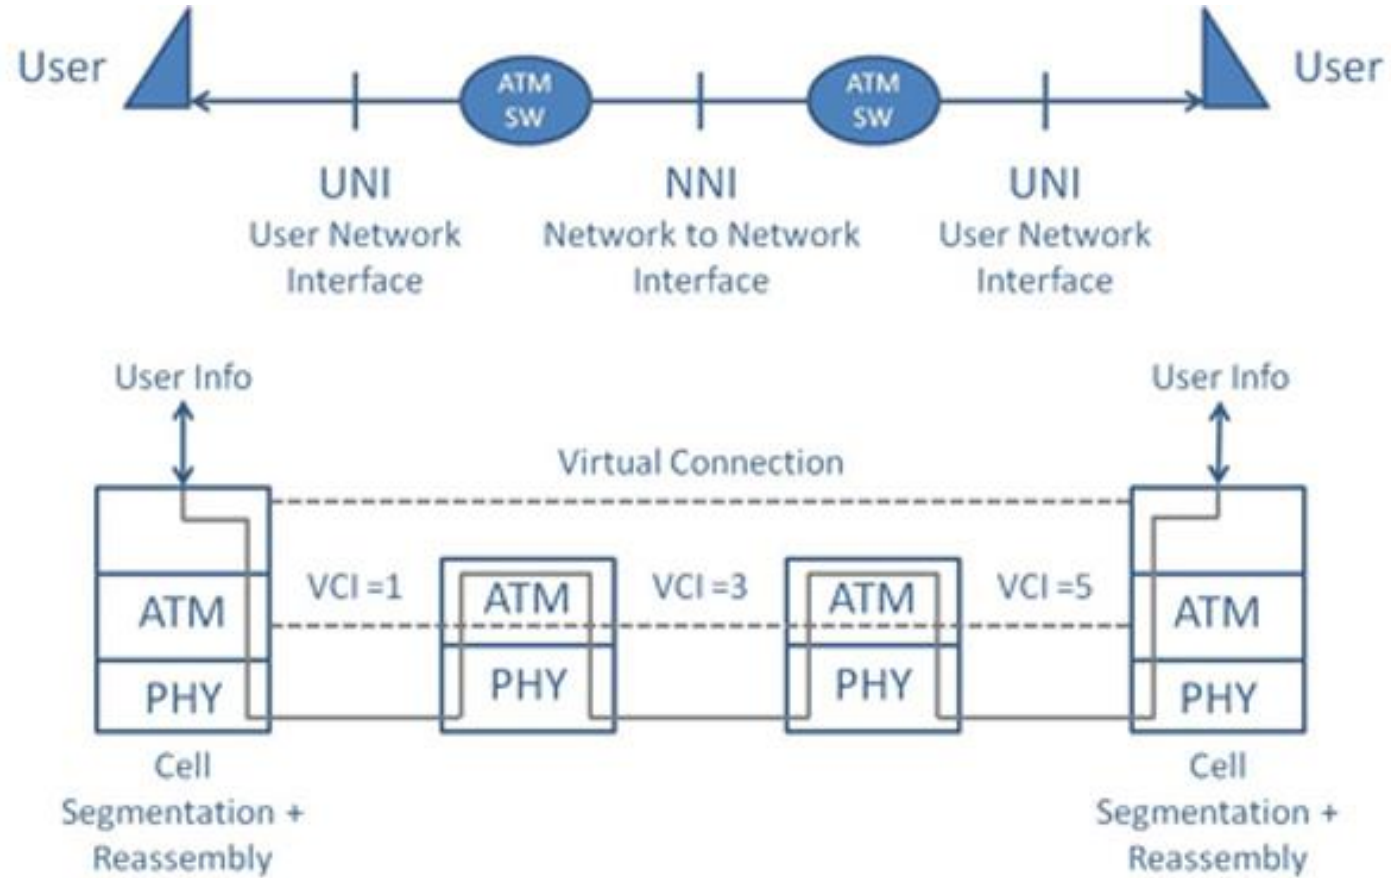 User
ATM
SW
ATM
SW
User
UNI
User Network
Interface
NNI
Network to Network
Interface
UNI
User Network
Interface
User Info
User Info
Virtual Connection
VCI =1
VCI =3
VCI =5
ATM
ATM
ATM
ATM
PHY
PHY
PHY
PHY
Cell
Segmentation +
Reassembly
Cell
Segmentation +
Reassembly